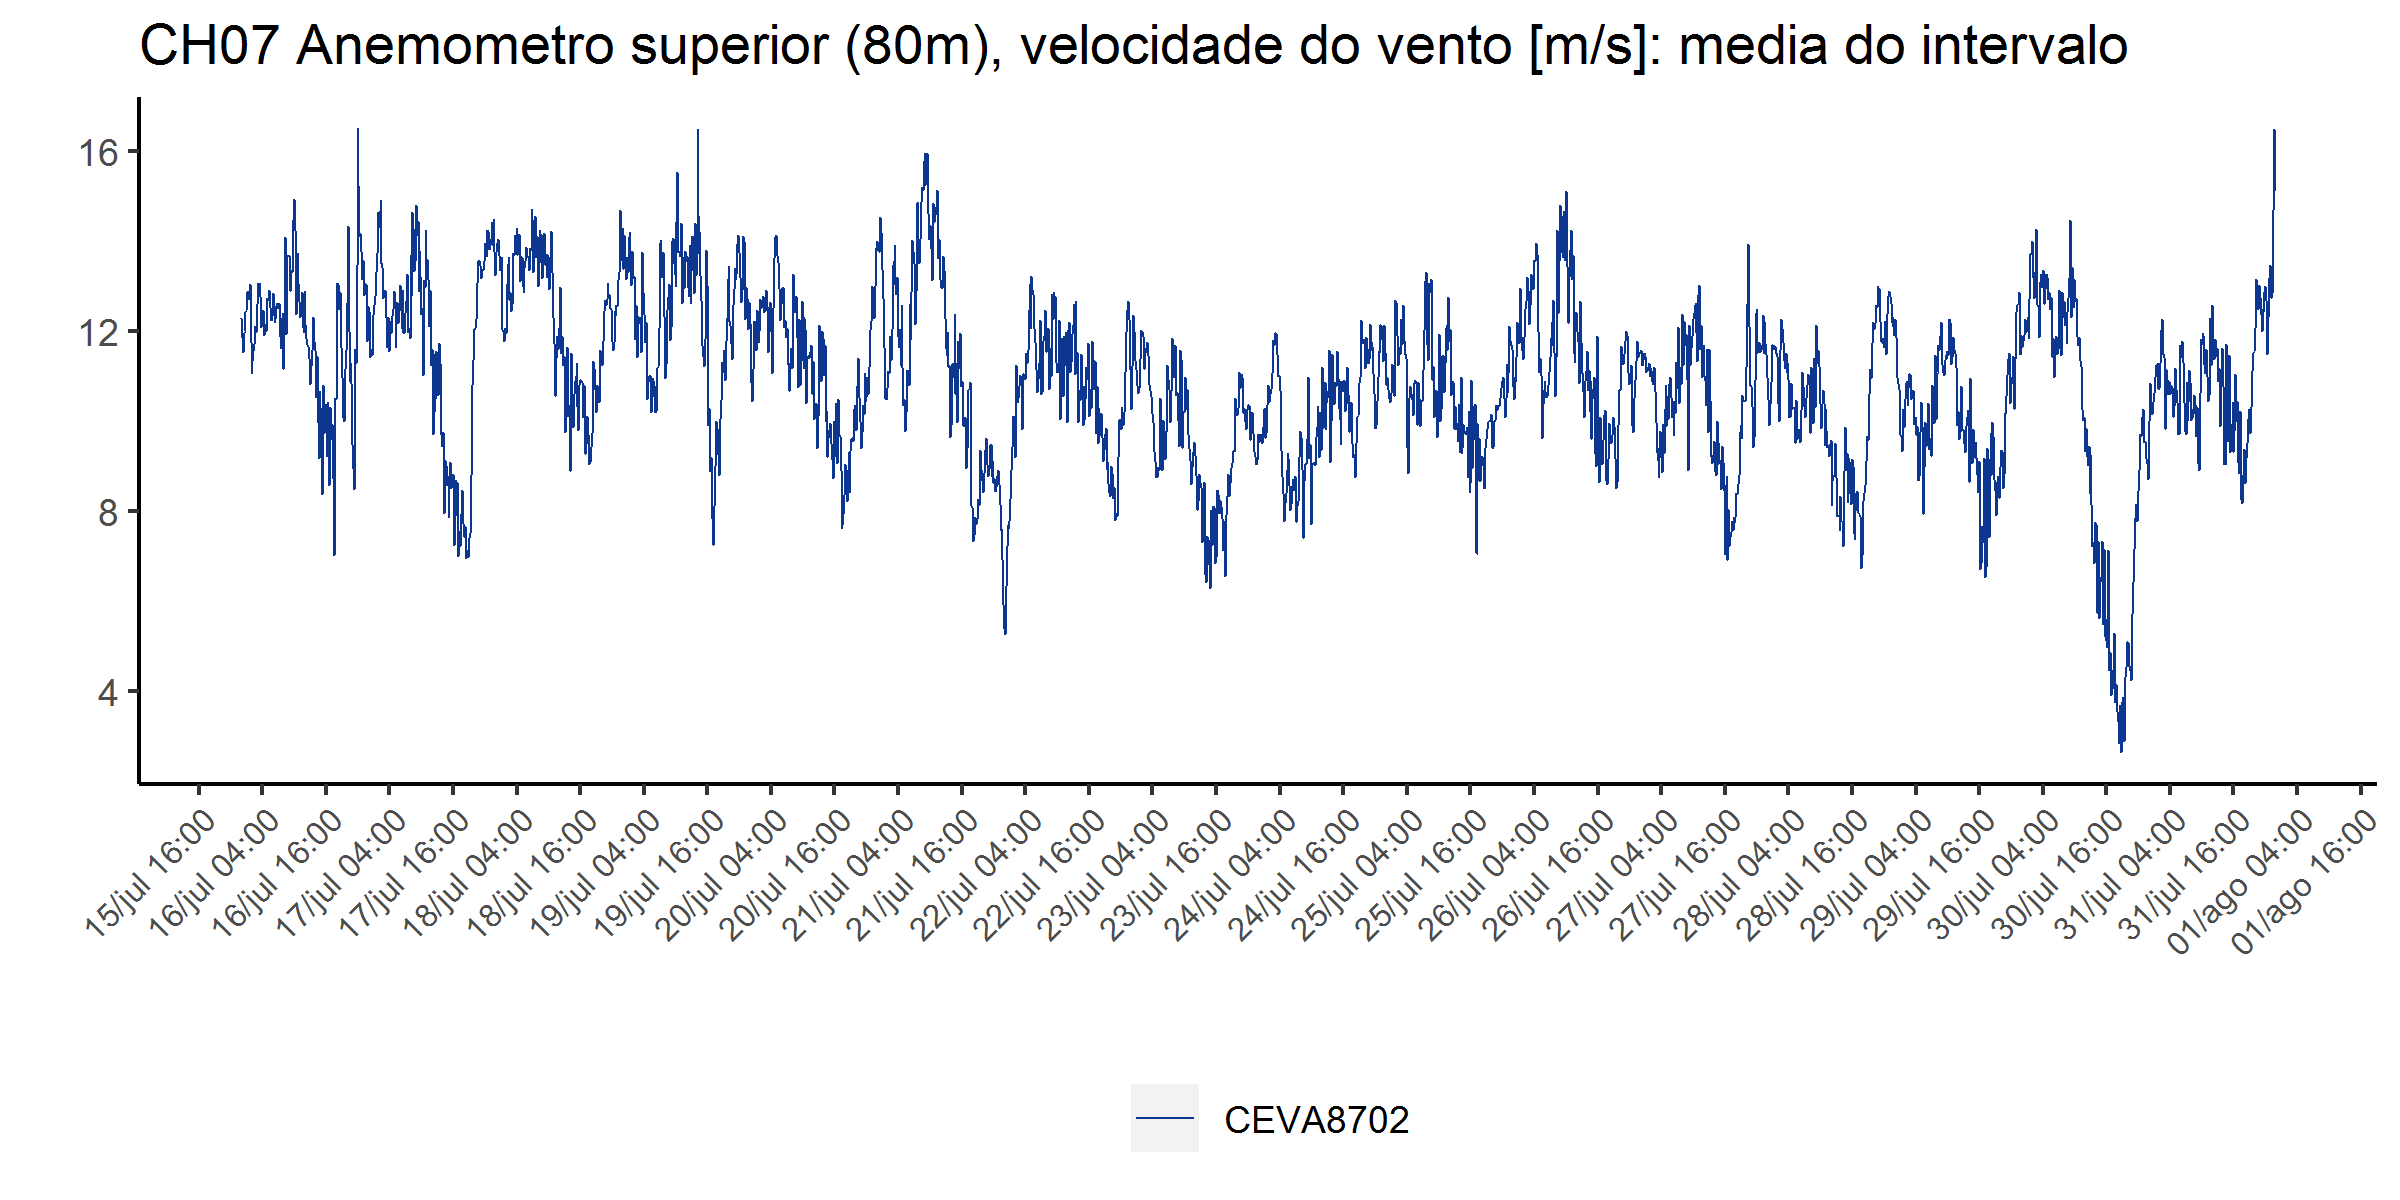 CH07 Anemometro superior (80m), velocidade do vento [m/s]: media do intervalo
16
12
8
4
15/jul 16:00
16/jul 04:00
16/jul 16:00
17/jul 04:00
17/jul 16:00
18/jul 04:00
18/jul 16:00
19/jul 04:00
19/jul 16:00
20/jul 04:00
20/jul 16:00
21/jul 04:00
21/jul 16:00
22/jul 04:00
22/jul 16:00
23/jul 04:00
23/jul 16:00
24/jul 04:00
24/jul 16:00
25/jul 04:00
25/jul 16:00
26/jul 04:00
26/jul 16:00
27/jul 04:00
27/jul 16:00
28/jul 04:00
28/jul 16:00
29/jul 04:00
29/jul 16:00
30/jul 04:00
30/jul 16:00
31/jul 04:00
31/jul 16:00
01/ago 04:00
01/ago 16:00
CEVA8702